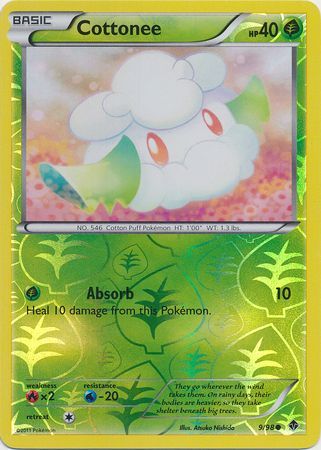 BASIC
Cottonee
HP40
NO. 546 Cotton Puff Pokémon HT: 1'00" WT: 1.3 lbs.
Absorb 10
Heal 10 damage from this Pokémon.
weakness
×2
resistance
-20
retreat
They go wherever the wind
takes them. On rainy days, their
bodies are heavier, so they take
shelter beneath big trees.
Illus. Atsuko Nishida
9/98
©2011 Pokémon